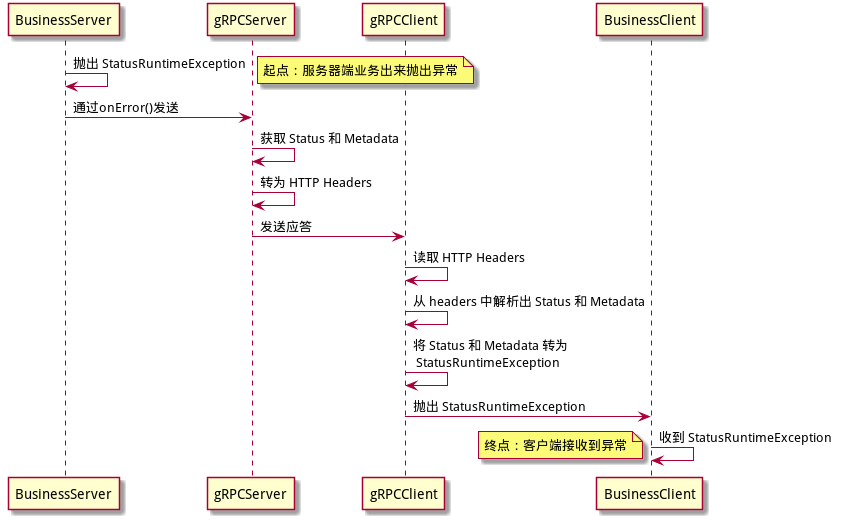 BusinessServer
gRPCServer
gRPCClient
BusinessClient
抛出 StatusRuntimeException
起点：服务器端业务出来抛出异常
通过onError()发送
获取 Status 和 Metadata
转为 HTTP Headers
发送应答
读取 HTTP Headers
从 headers 中解析出 Status 和 Metadata
将 Status 和 Metadata 转为
StatusRuntimeException
抛出 StatusRuntimeException
收到 StatusRuntimeException
终点：客户端接收到异常
BusinessServer
gRPCServer
gRPCClient
BusinessClient